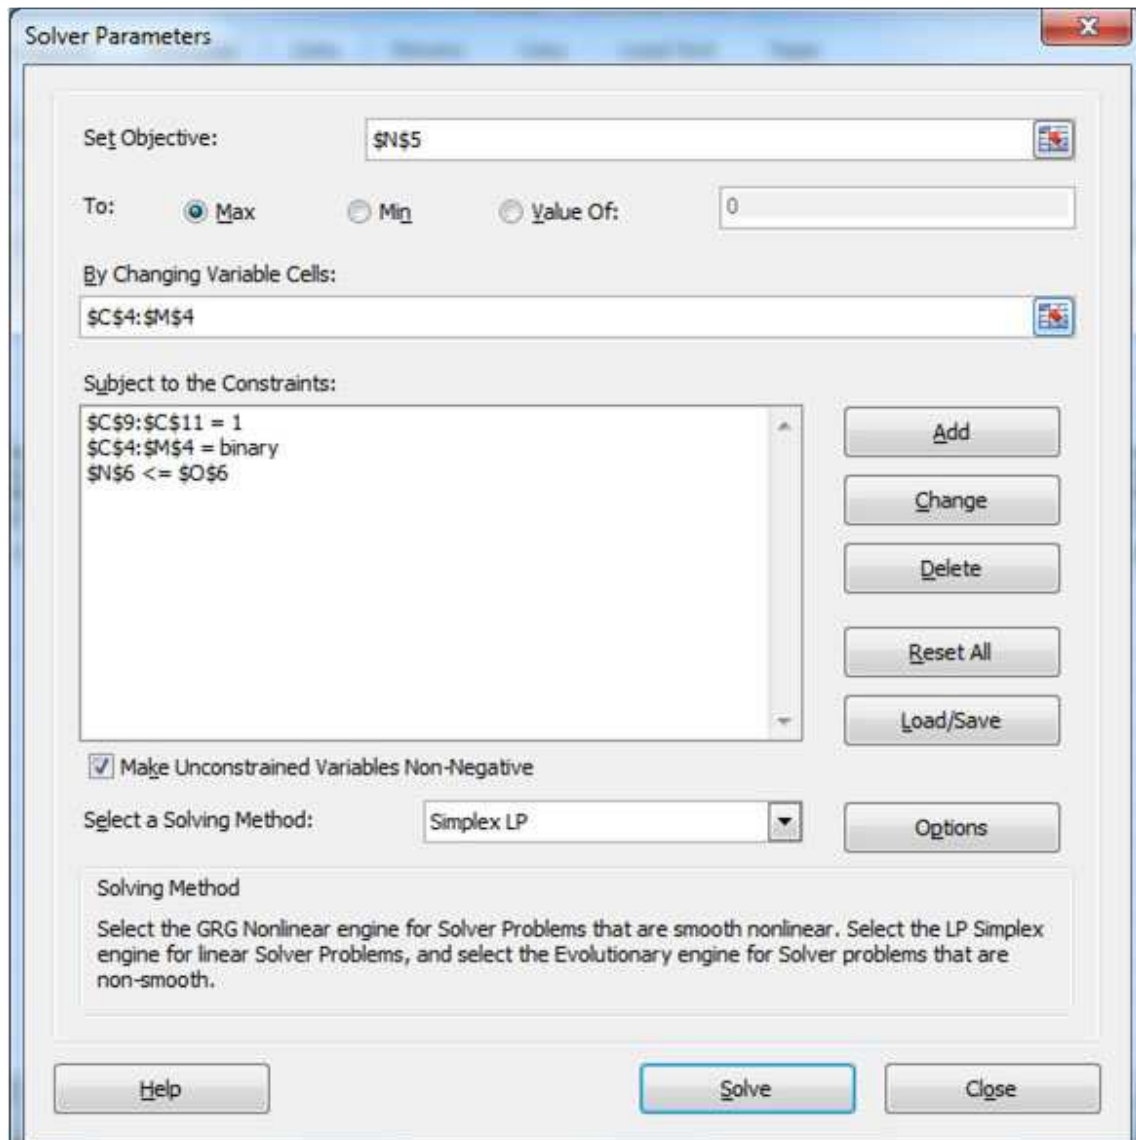 Solver Parameters
Set Objective: $N$5
To: Max Min Value Of: 0
By Changing Variable Cells:
$C$4:$M$4
Subject to the Constraints:
$C$9:$C$11 = 1
$C$4:$M$4 = binary
$N$6 <= $O$6
Add
Change
Delete
Reset All
Load/Save
Make Unconstrained Variables Non-Negative
Select a Solving Method: Simplex LP Options
Solving Method
Select the GRG Nonlinear engine for Solver Problems that are smooth nonlinear. Select the LP Simplex
engine for linear Solver Problems, and select the Evolutionary engine for Solver problems that are
non-smooth.
Help Solve Close